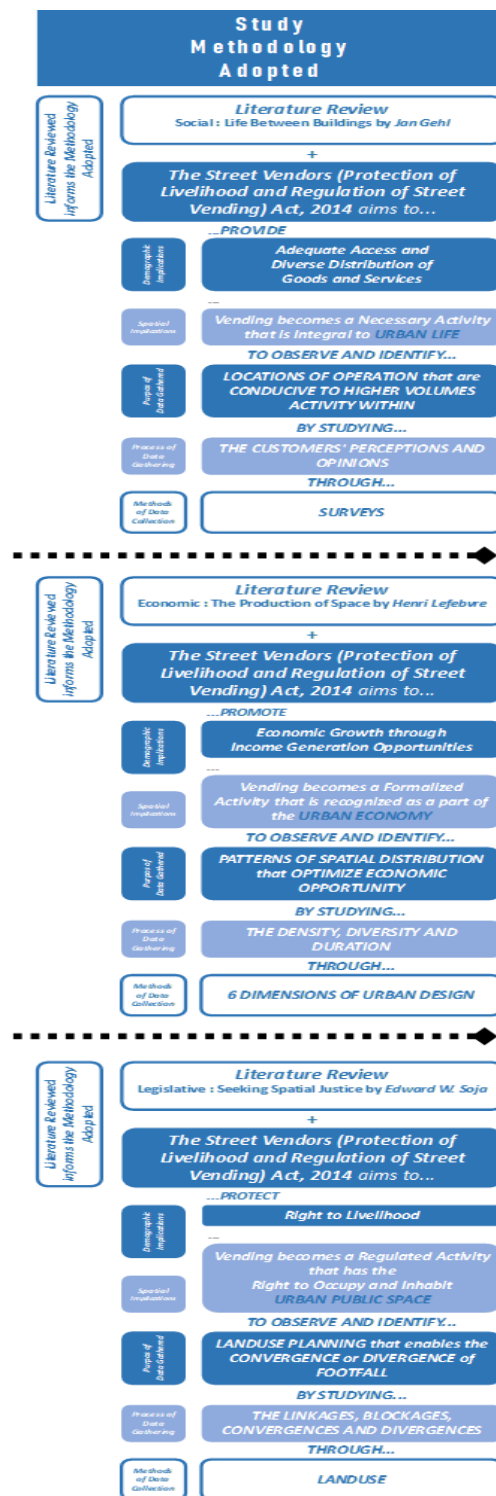 Study
Methodology
Adopted
Literature Reviewed
informs the Methodology
Adopted
Literature Review
Social : Life Between Buildings by Jan Gehl
+
The Street Vendors (Protection of
Livelihood and Regulation of Street
Vending) Act, 2014 aims to...
...PROVIDE
Demographic
Implications
Adequate Access and
Diverse Distribution of
Goods and Services
...
Spatial
Implications
Vending becomes a Necessary Activity
that is Integral to URBAN LIFE
TO OBSERVE AND IDENTIFY...
Purpos of
Data Gathered
LOCATIONS OF OPERATION that are
CONDUCIVE TO HIGHER VOLUMES
ACTIVITY WITHIN
BY STUDYING...
Process of
Data
Gathering
THE CUSTOMERS' PERCEPTIONS AND
OPINIONS
THROUGH...
Methods
of Data
Collection
SURVEYS
Literature Reviewed
informs the Methodology
Adopted
Literature Review
Economic : The Production of Space by Henri Lefebvre
+
The Street Vendors (Protection of
Livelihood and Regulation of Street
Vending) Act, 2014 aims to...
...PROMOTE
Demographic
Implications
Economic Growth through
Income Generation Opportunities
...
Spatial
Implications
Vending becomes a Formalized
Activity that is recognized as a part of
the URBAN ECONOMY
TO OBSERVE AND IDENTIFY...
Purpos of
Data Gathered
PATTERNS OF SPATIAL DISTRIBUTION
that OPTIMIZE ECONOMIC
OPPORTUNITY
BY STUDYING...
Process of
Data
Gathering
THE DENSITY, DIVERSITY AND
DURATION
THROUGH...
Methods
of Data
Collection
6 DIMENSIONS OF URBAN DESIGN
Literature Reviewed
informs the Methodology
Adopted
Literature Review
Legislative : Seeking Spatial Justice by Edward W. Soja
+
The Street Vendors (Protection of
Livelihood and Regulation of Street
Vending) Act, 2014 aims to...
...PROTECT
Demographic
Implications
Right to Livelihood
...
Spatial
Implications
Vending becomes a Regulated Activity
that has the
Right to Occupy and Inhabit
URBAN PUBLIC SPACE
TO OBSERVE AND IDENTIFY...
Purpos of
Data Gathered
LANDUSE PLANNING that enables the
CONVERGENCE or DIVERGENCE of
FOOTFALL
BY STUDYING...
Process of
Data
Gathering
THE LINKAGES, BLOCKAGES,
CONVERGENCES AND DIVERGENCES
THROUGH...
Methods
of Data
Collection
LANDUSE